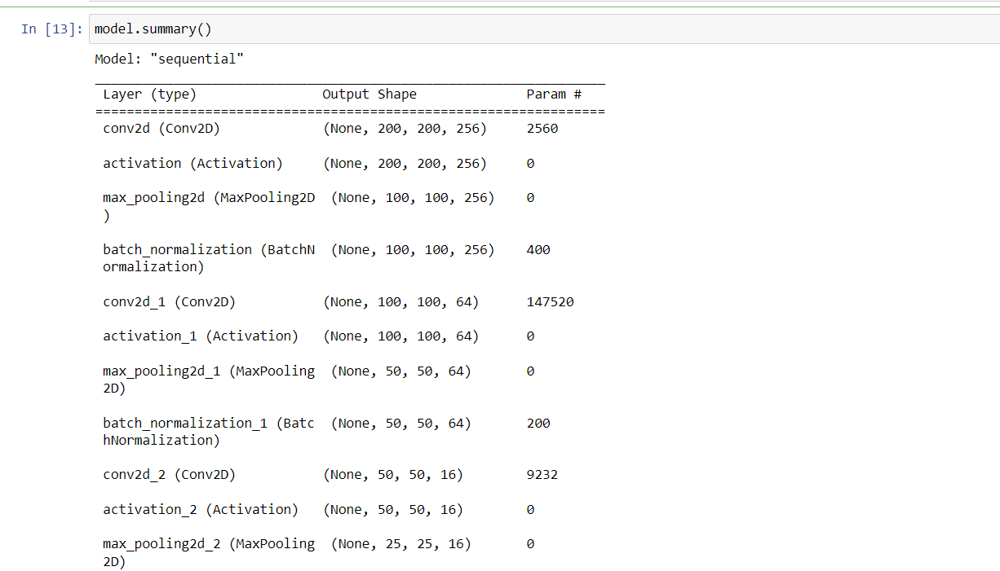 In [13]: model.summary()
Model: "sequential"
_________________________________________________________________
Layer (type) Output Shape Param #
=================================================================
conv2d (Conv2D) (None, 200, 200, 256) 2560
activation (Activation) (None, 200, 200, 256) 0
max_pooling2d (MaxPooling2D (None, 100, 100, 256) 0
)
batch_normalization (BatchN (None, 100, 100, 256) 400
ormalization)
conv2d_1 (Conv2D) (None, 100, 100, 64) 147520
activation_1 (Activation) (None, 100, 100, 64) 0
max_pooling2d_1 (MaxPooling (None, 50, 50, 64) 0
2D)
batch_normalization_1 (Batc (None, 50, 50, 64) 200
hNormalization)
conv2d_2 (Conv2D) (None, 50, 50, 16) 9232
activation_2 (Activation) (None, 50, 50, 16) 0
max_pooling2d_2 (MaxPooling (None, 25, 25, 16) 0
2D)